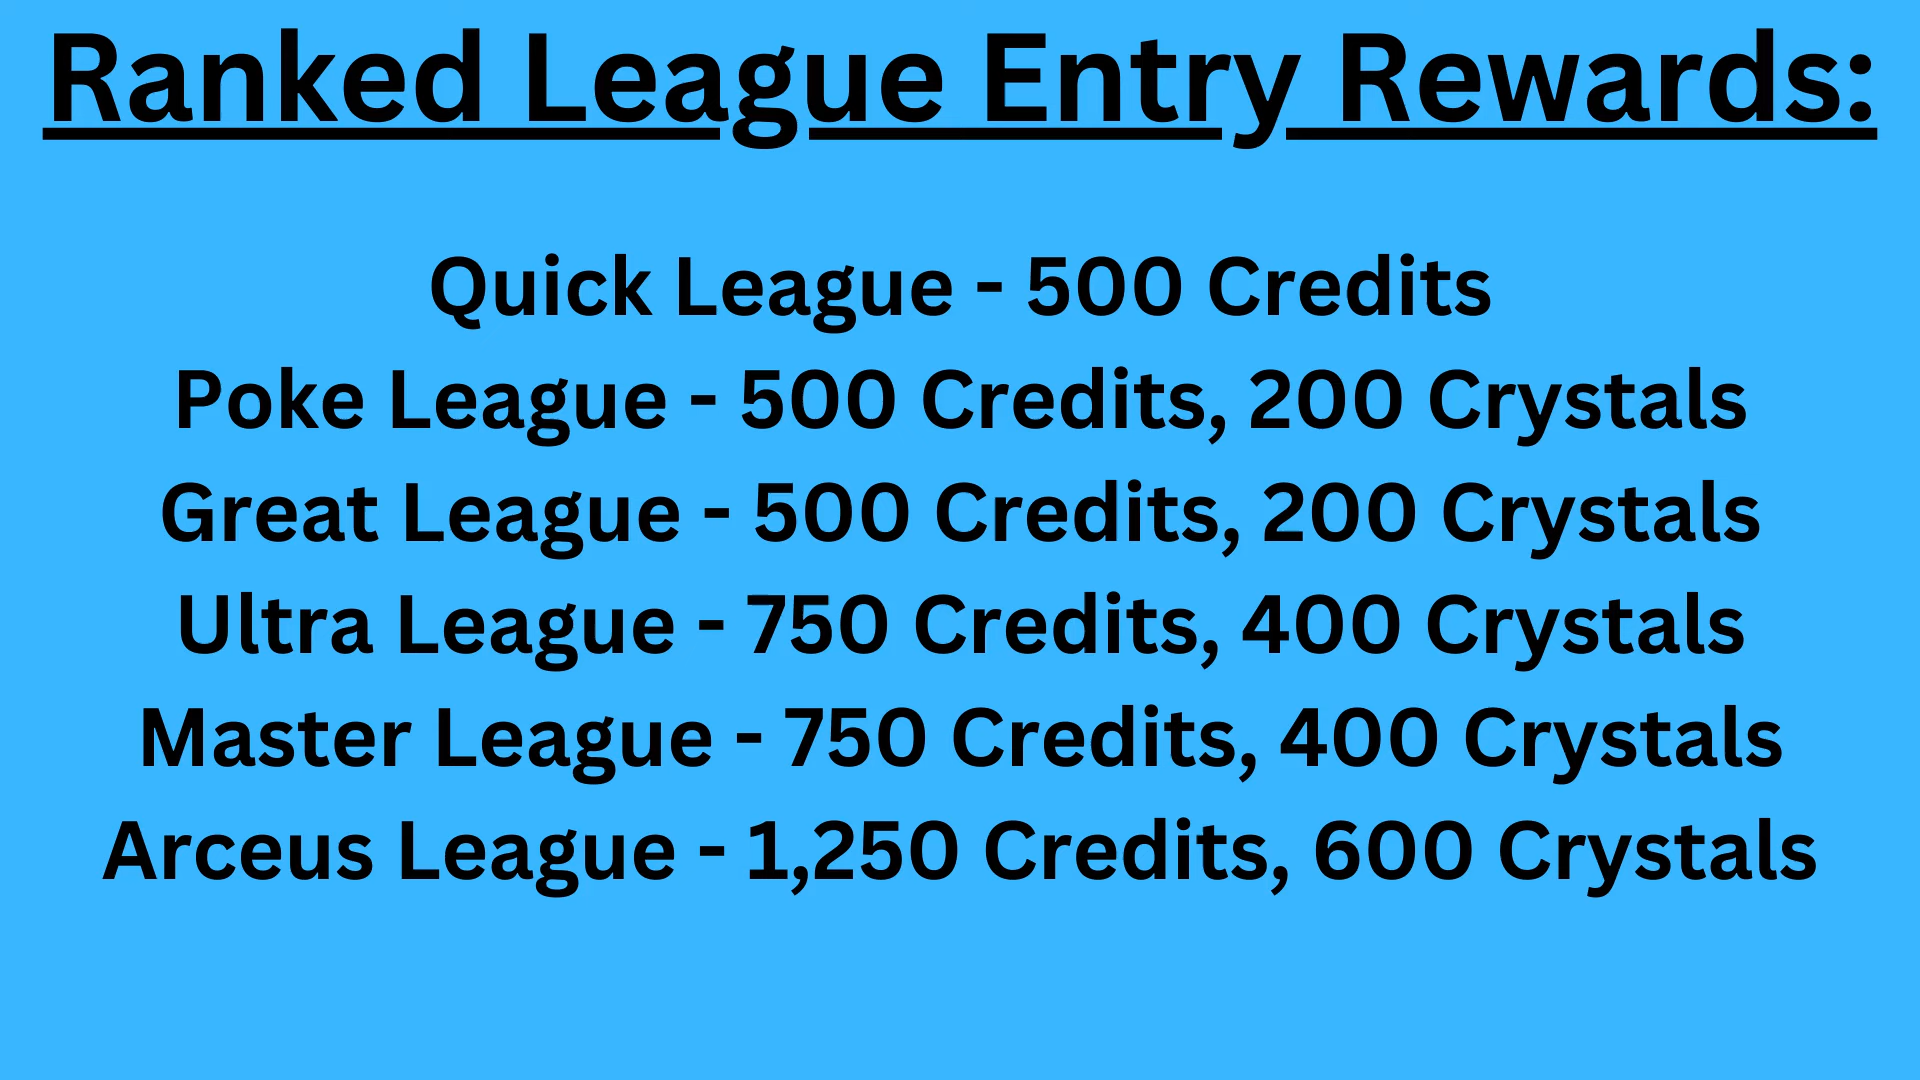 Ranked League Entry Rewards:
Quick League - 500 Credits
Poke League - 500 Credits, 200 Crystals
Great League - 500 Credits, 200 Crystals
Ultra League - 750 Credits, 400 Crystals
Master League - 750 Credits, 400 Crystals
Arceus League - 1,250 Credits, 600 Crystals